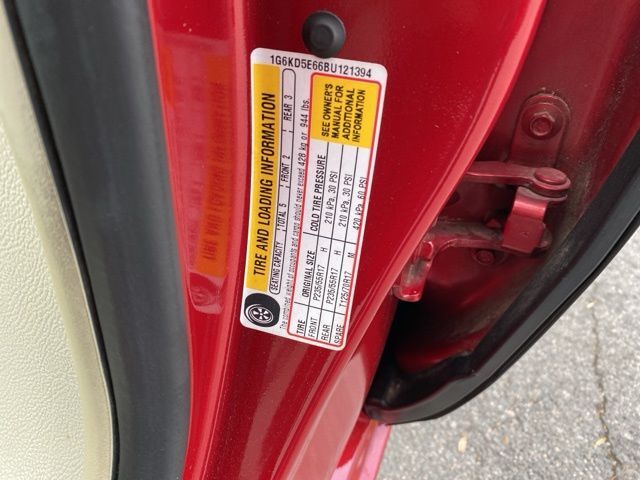 1G6KD5E66BU121394
TIRE AND LOADING INFORMATION
SEATING CAPACITY TOTAL 5 FRONT 2 REAR 3
The combined weight of occupants and cargo should never exceed 428 kg or 944 lbs.
TIRE ORIGINAL SIZE COLD TIRE PRESSURE
FRONT P235/55R17 H 210 kPa, 30 PSI
REAR P235/55R17 H 210 kPa, 30 PSI
SPARE T125/70R17 M 420 kPa, 60 PSI
SEE OWNER'S
MANUAL FOR
ADDITIONAL
INFORMATION